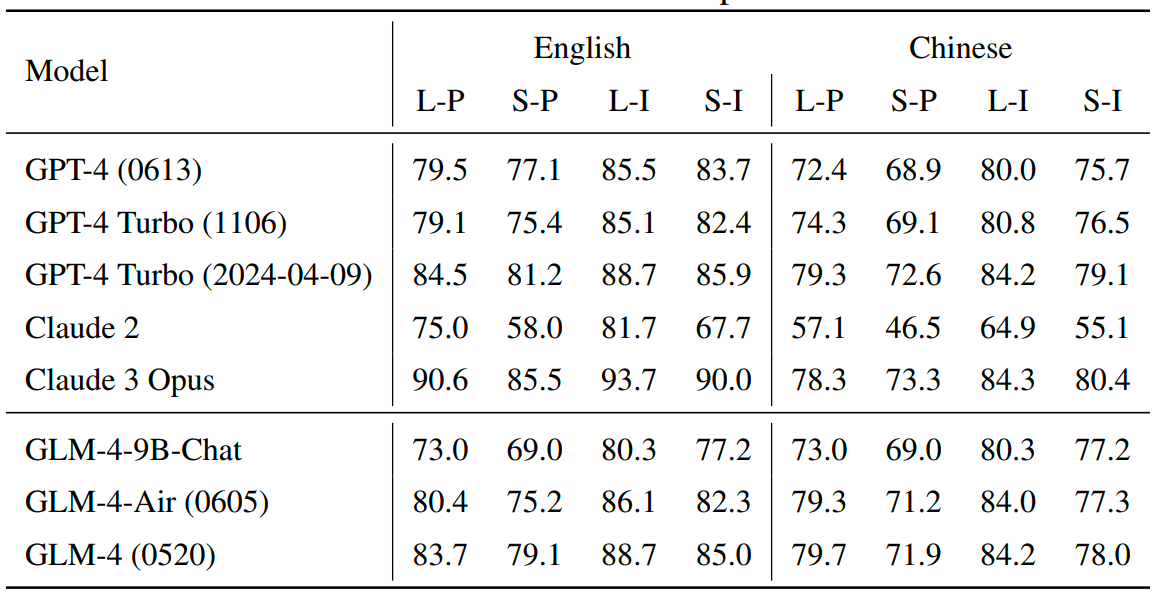 English Chinese
Model
L-P S-P L-I S-I L-P S-P L-I S-I
GPT-4 (0613) 79.5 77.1 85.5 83.7 72.4 68.9 80.0 75.7
GPT-4 Turbo (1106) 79.1 75.4 85.1 82.4 74.3 69.1 80.8 76.5
GPT-4 Turbo (2024-04-09) 84.5 81.2 88.7 85.9 79.3 72.6 84.2 79.1
Claude 2 75.0 58.0 81.7 67.7 57.1 46.5 64.9 55.1
Claude 3 Opus 90.6 85.5 93.7 90.0 78.3 73.3 84.3 80.4
GLM-4-9B-Chat 73.0 69.0 80.3 77.2 73.0 69.0 80.3 77.2
GLM-4-Air (0605) 80.4 75.2 86.1 82.3 79.3 71.2 84.0 77.3
GLM-4 (0520) 83.7 79.1 88.7 85.0 79.7 71.9 84.2 78.0